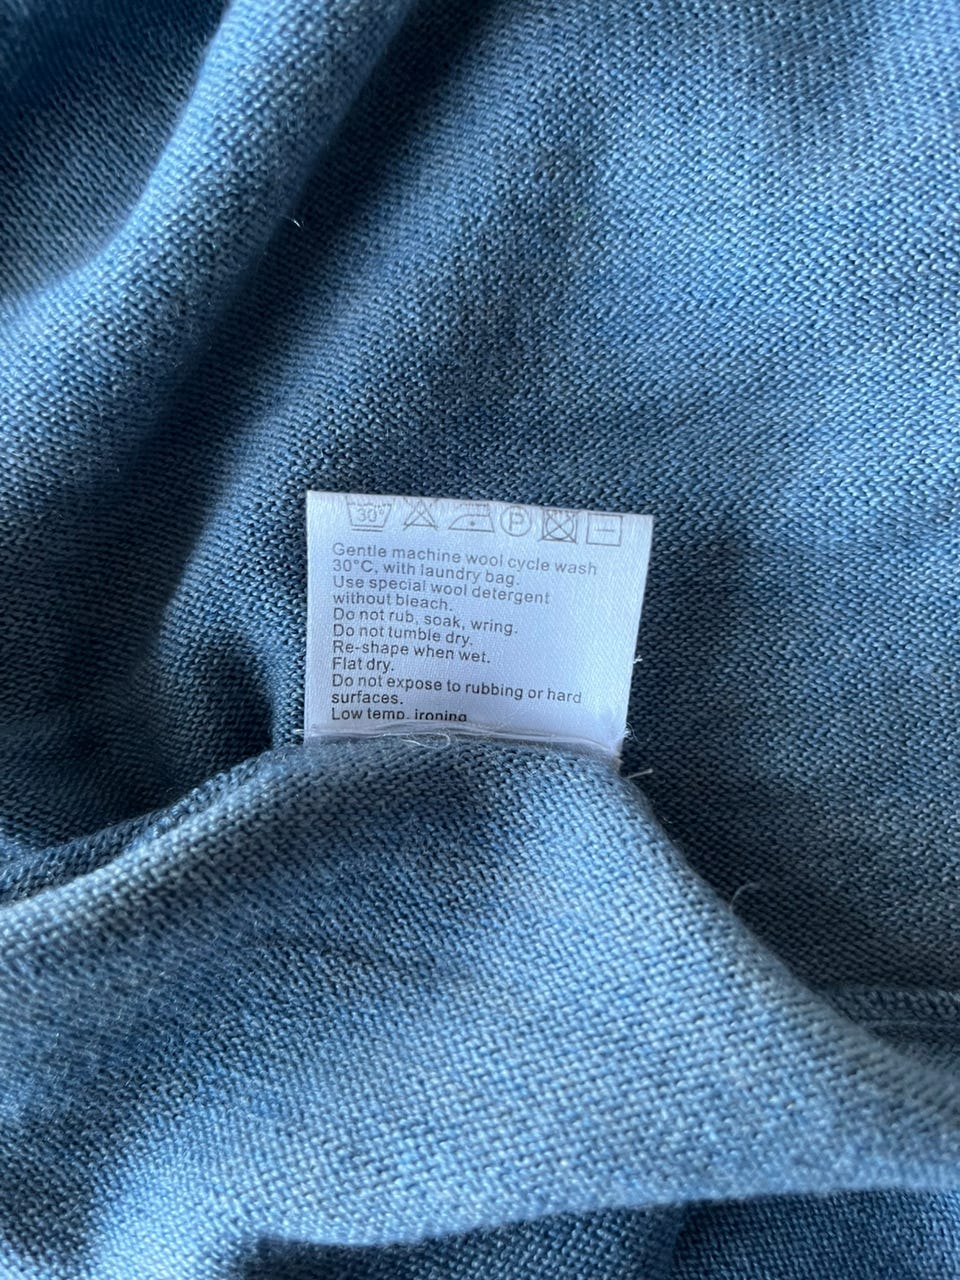 30° P
Gentle machine wool cycle wash
30°C, with laundry bag.
Use special wool detergent
without bleach.
Do not rub, soak, wring.
Do not tumble dry.
Re-shape when wet.
Flat dry.
Do not expose to rubbing or hard
surfaces.
Low temp. ironing